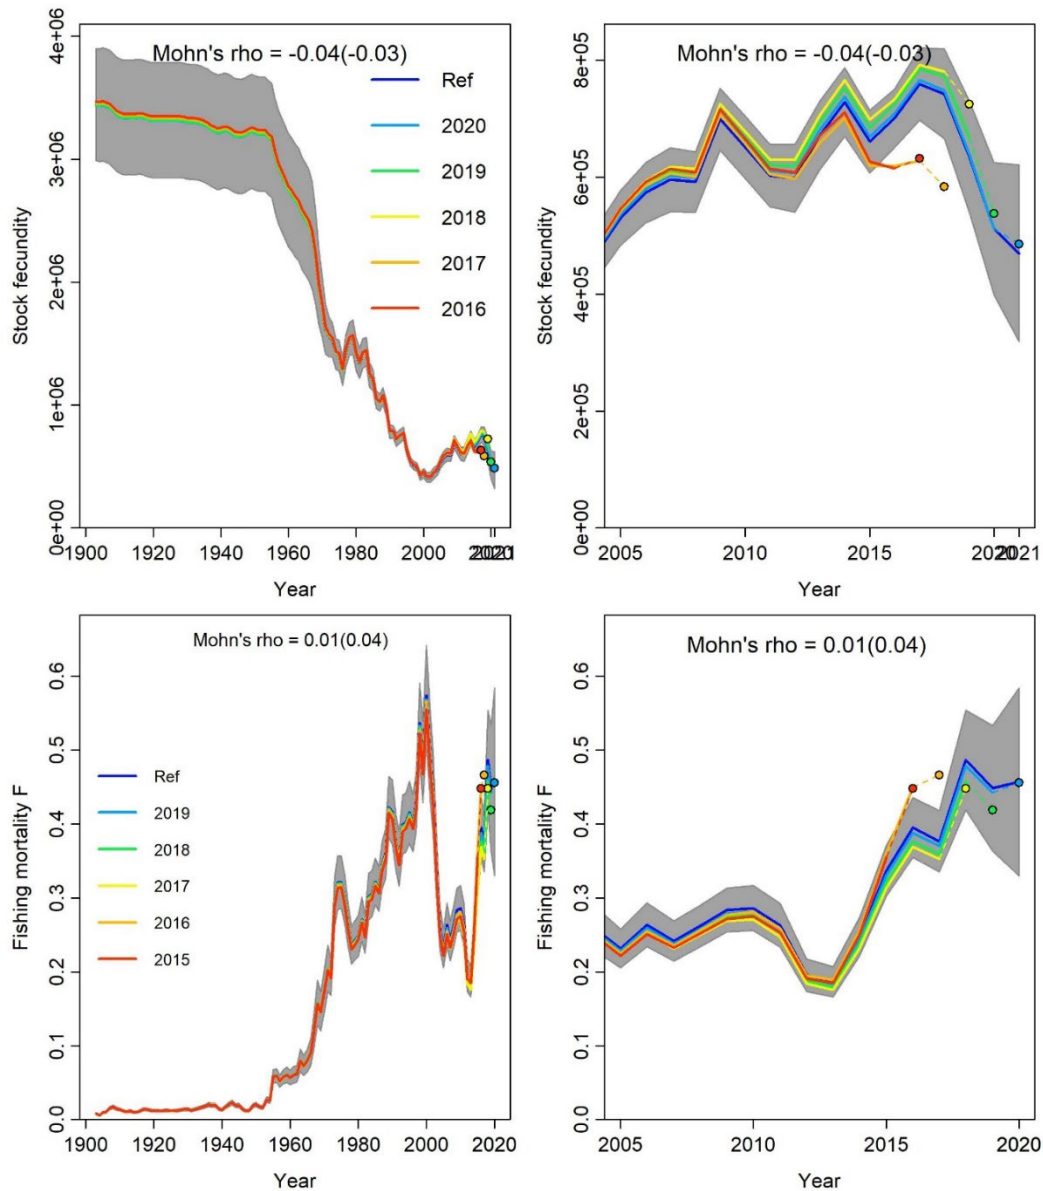 Mohn's rho = -0.04(-0.03)
Ref
2020
2019
2018
2017
2016
Stock fecundity
0e+00 1e+06 2e+06 3e+06 4e+06
1900 1920 1940 1960 1980 2000 2020 2021
Year
Mohn's rho = -0.04(-0.03)
Stock fecundity
0e+00 2e+05 4e+05 6e+05 8e+05
2005 2010 2015 2020 2021
Year
Mohn's rho = 0.01(0.04)
Ref
2019
2018
2017
2016
2015
Fishing mortality F
0.0 0.1 0.2 0.3 0.4 0.5 0.6
1900 1920 1940 1960 1980 2000 2020
Year
Mohn's rho = 0.01(0.04)
Fishing mortality F
0.0 0.1 0.2 0.3 0.4 0.5 0.6
2005 2010 2015 2020
Year